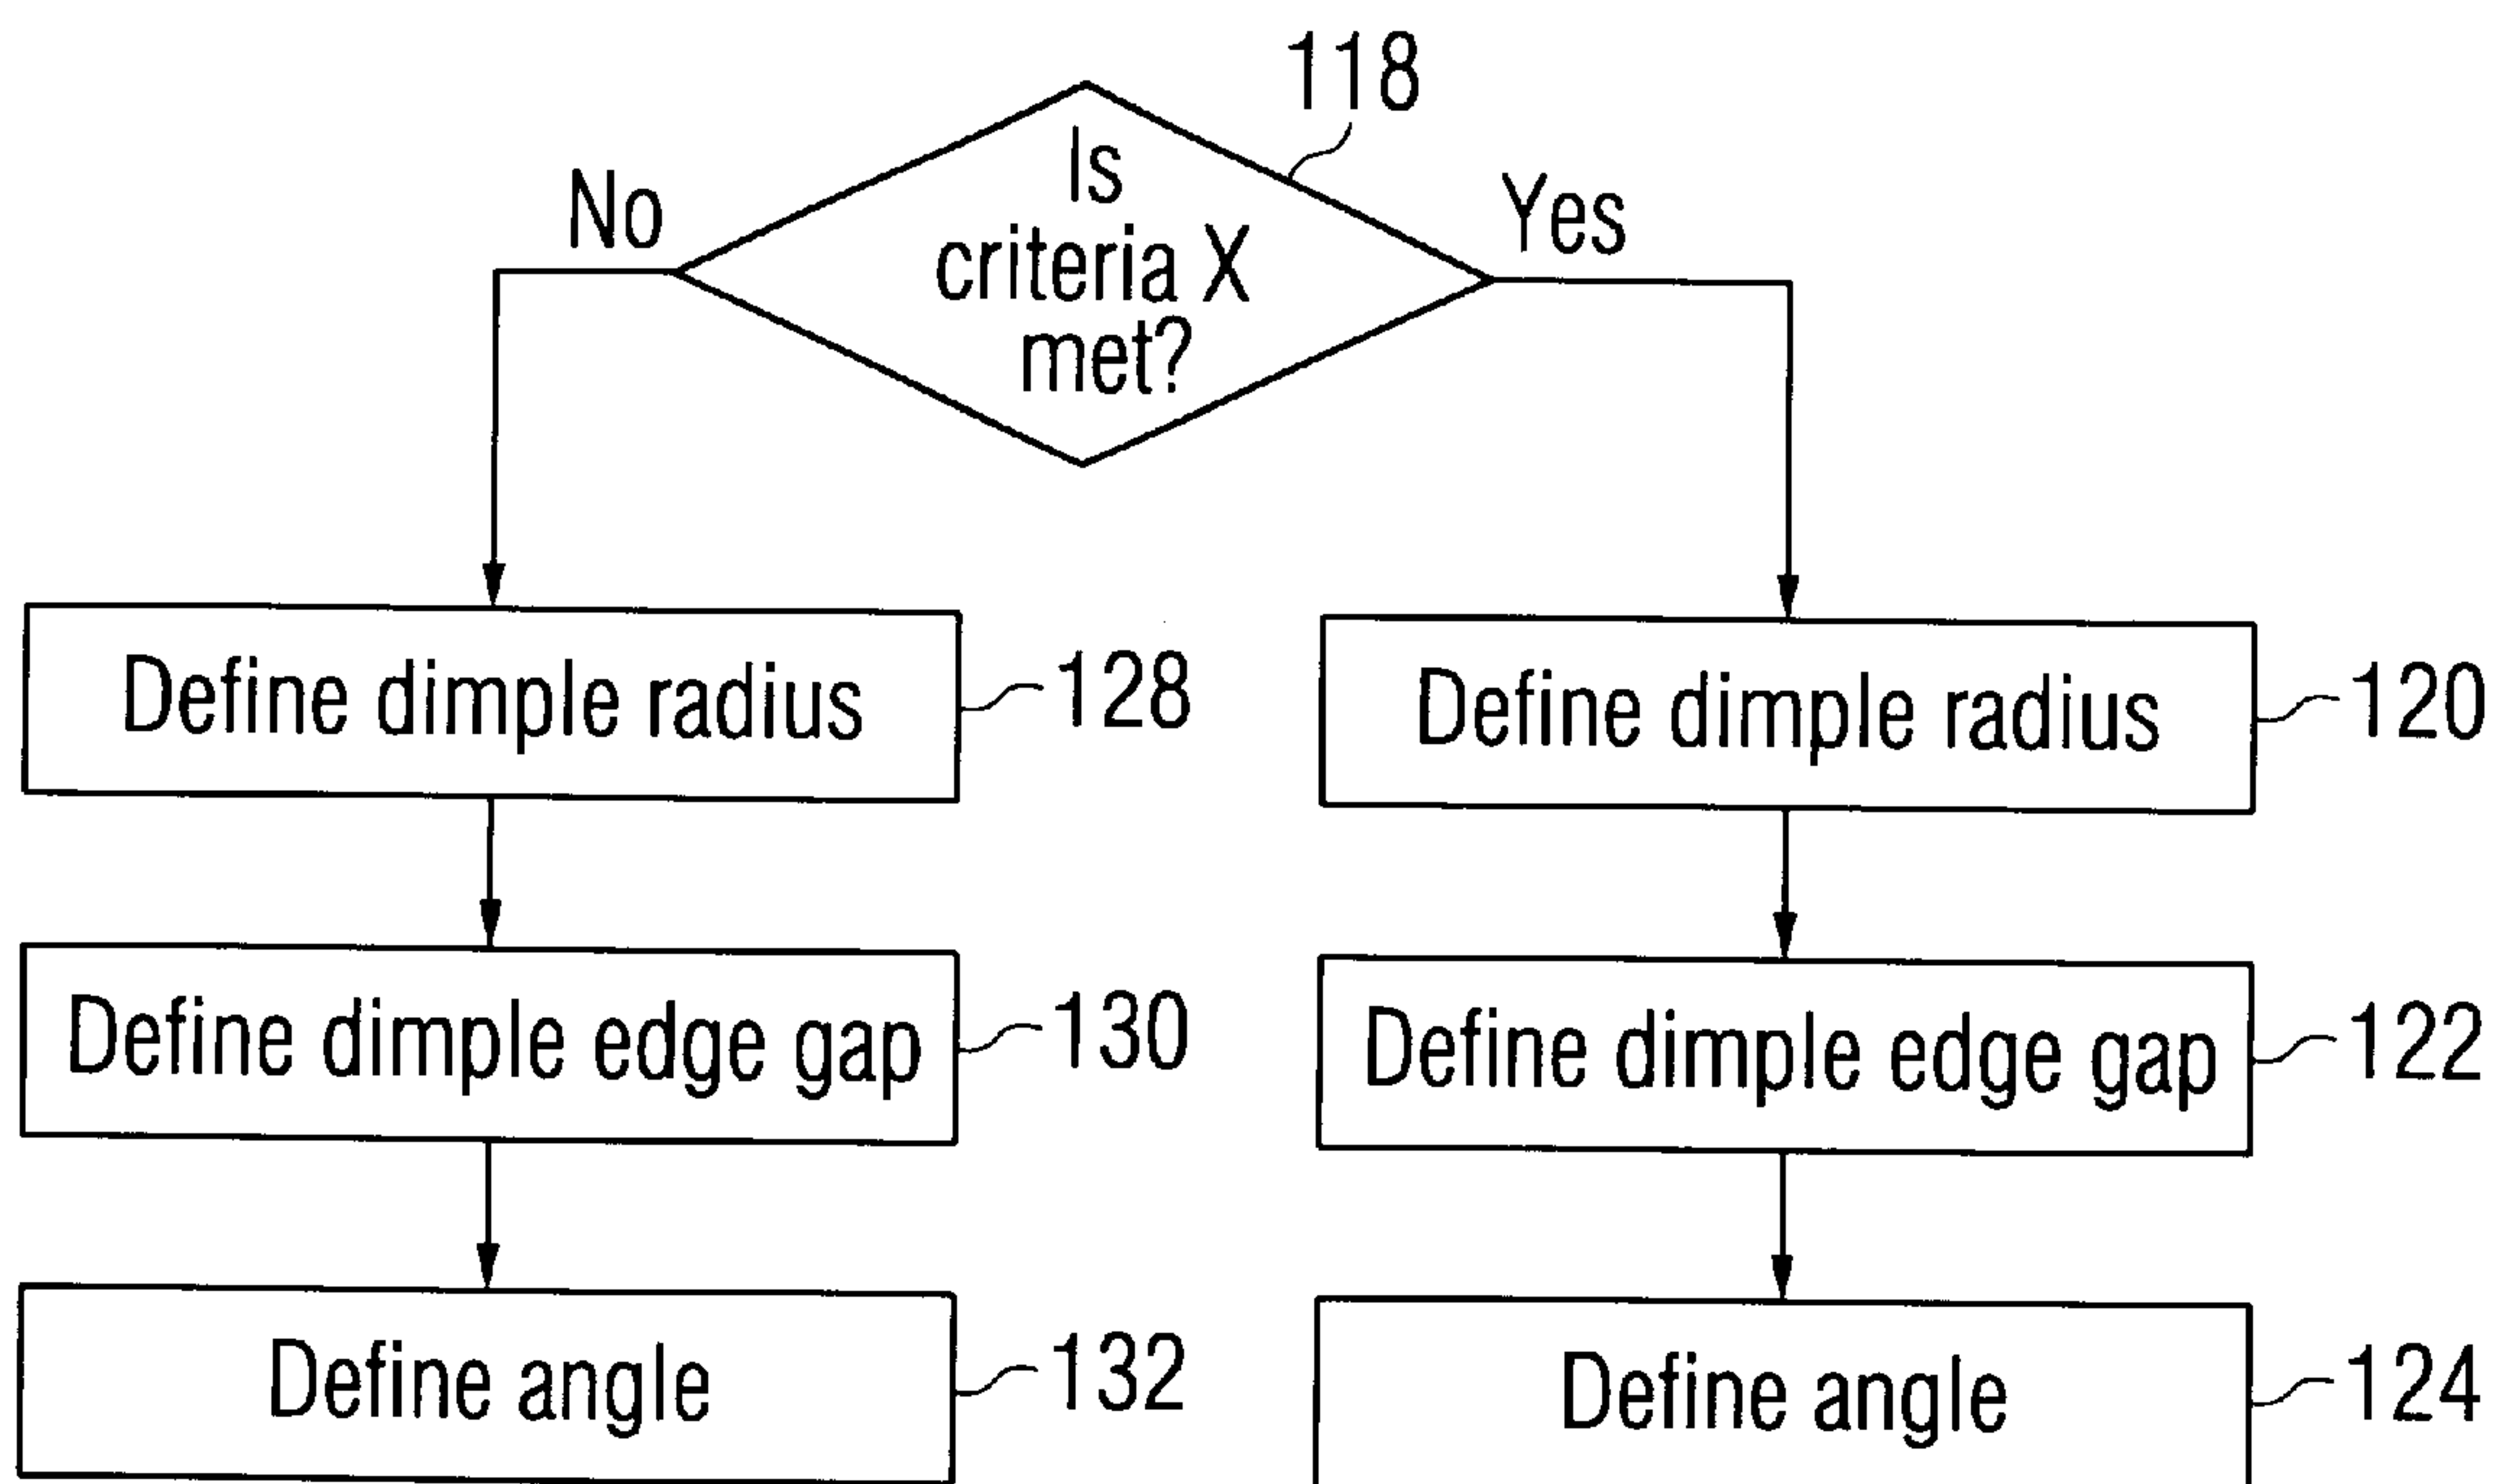 118
No
Is
criteria X
met?
Yes
Define dimple radius
128
Define dimple radius
120
Define dimple edge gap
130
Define dimple edge gap
122
Define angle
132
Define angle
124